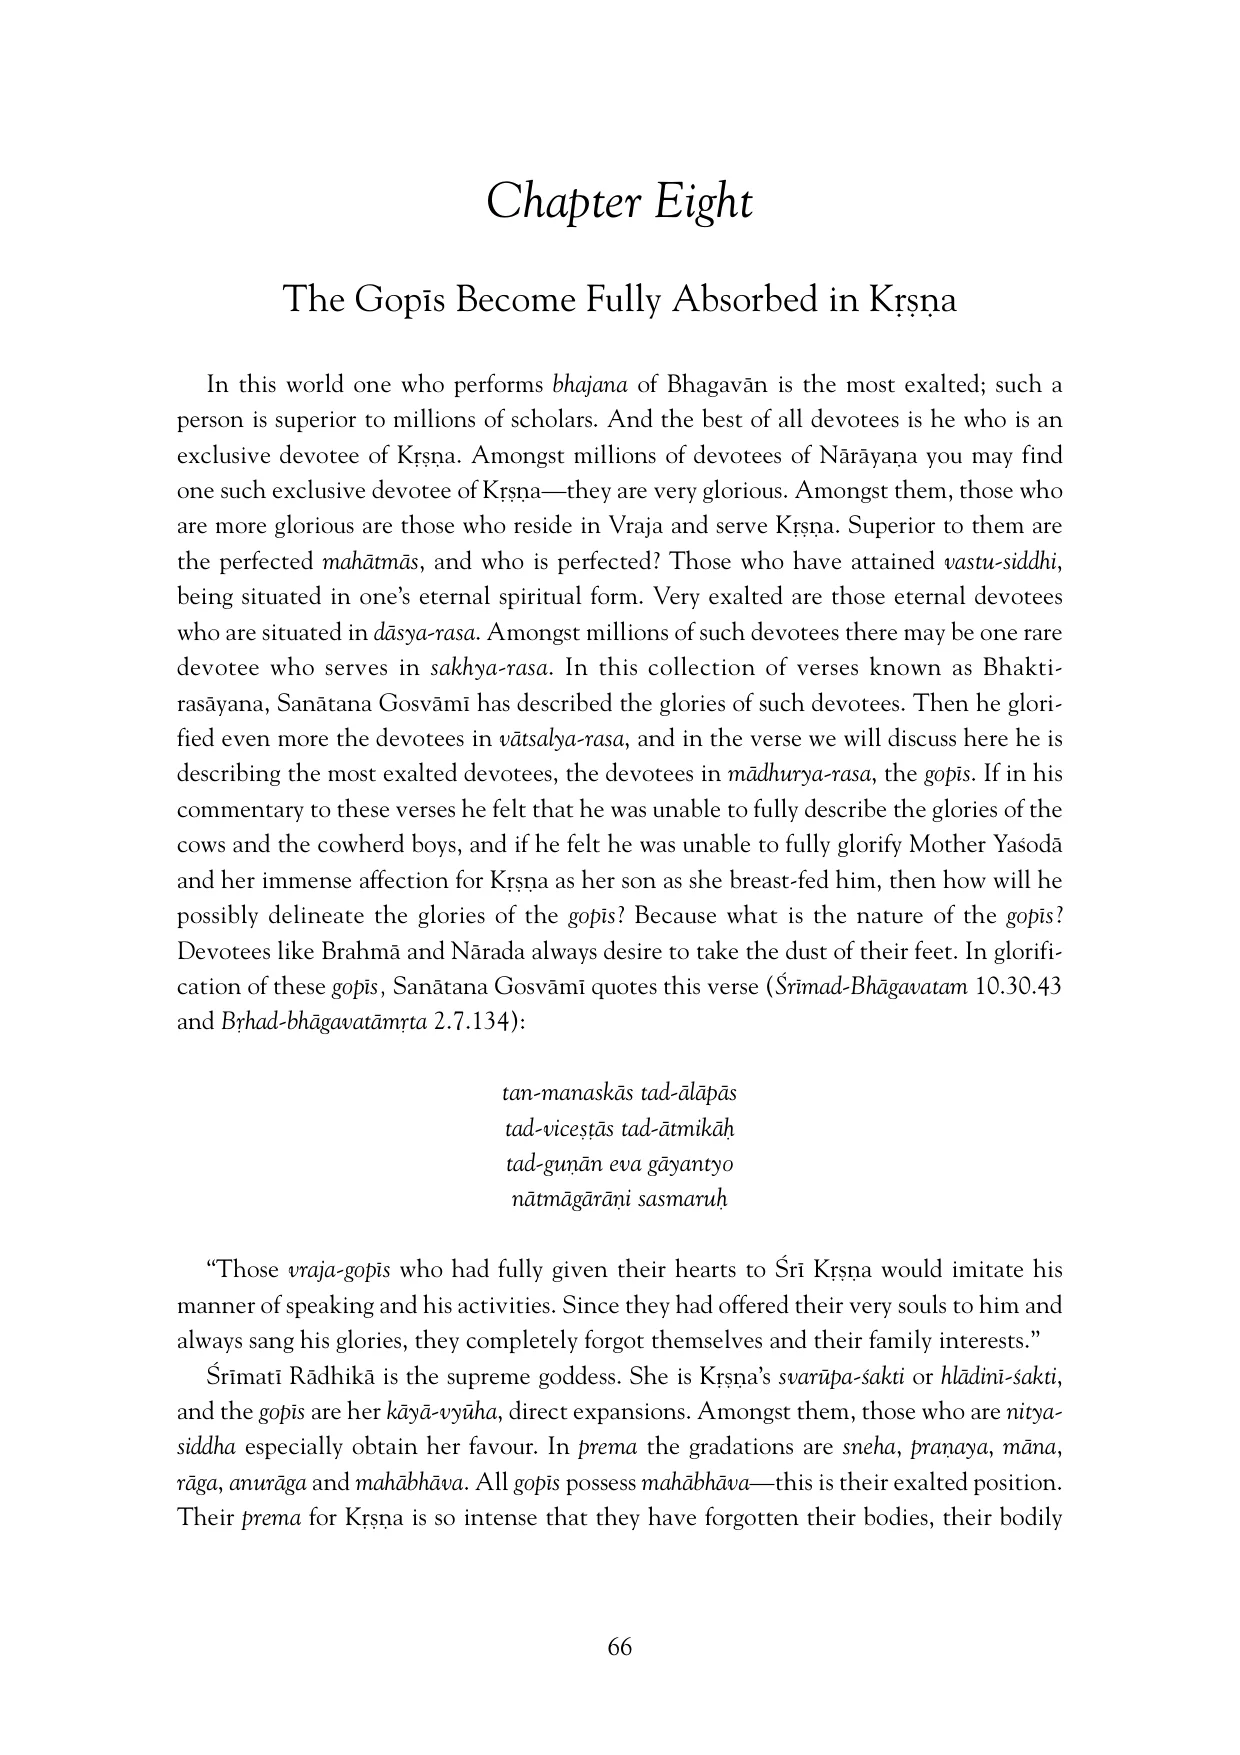 Chapter Eight
The Gopīs Become Fully Absorbed in Kṛṣṇa
In this world one who performs bhajana of Bhagavān is the most exalted; such a
person is superior to millions of scholars. And the best of all devotees is he who is an
exclusive devotee of Kṛṣṇa. Amongst millions of devotees of Nārāyaṇa you may find
one such exclusive devotee of Kṛṣṇa—they are very glorious. Amongst them, those who
are more glorious are those who reside in Vraja and serve Kṛṣṇa. Superior to them are
the perfected mahātmās, and who is perfected? Those who have attained vastu-siddhi,
being situated in one’s eternal spiritual form. Very exalted are those eternal devotees
who are situated in dāsya-rasa. Amongst millions of such devotees there may be one rare
devotee who serves in sakhya-rasa. In this collection of verses known as Bhakti-
rasāyana, Sanātana Gosvāmī has described the glories of such devotees. Then he glori-
fied even more the devotees in vātsalya-rasa, and in the verse we will discuss here he is
describing the most exalted devotees, the devotees in mādhurya-rasa, the gopīs. If in his
commentary to these verses he felt that he was unable to fully describe the glories of the
cows and the cowherd boys, and if he felt he was unable to fully glorify Mother Yaśodā
and her immense affection for Kṛṣṇa as her son as she breast-fed him, then how will he
possibly delineate the glories of the gopīs? Because what is the nature of the gopīs?
Devotees like Brahmā and Nārada always desire to take the dust of their feet. In glorifi-
cation of these gopīs, Sanātana Gosvāmī quotes this verse (Śrīmad-Bhāgavatam 10.30.43
and Bṛhad-bhāgavatāmṛta 2.7.134):
tan-manaskās tad-ālāpās
tad-viceṣṭās tad-ātmikāḥ
tad-guṇān eva gāyantyo
nātmāgārāṇi sasmaruḥ
“Those vraja-gopīs who had fully given their hearts to Śrī Kṛṣṇa would imitate his
manner of speaking and his activities. Since they had offered their very souls to him and
always sang his glories, they completely forgot themselves and their family interests.”
Śrīmatī Rādhikā is the supreme goddess. She is Kṛṣṇa’s svarūpa-śakti or hlādinī-śakti,
and the gopīs are her kāyā-vyūha, direct expansions. Amongst them, those who are nitya-
siddha especially obtain her favour. In prema the gradations are sneha, praṇaya, māna,
rāga, anurāga and mahābhāva. All gopīs possess mahābhāva—this is their exalted position.
Their prema for Kṛṣṇa is so intense that they have forgotten their bodies, their bodily
66